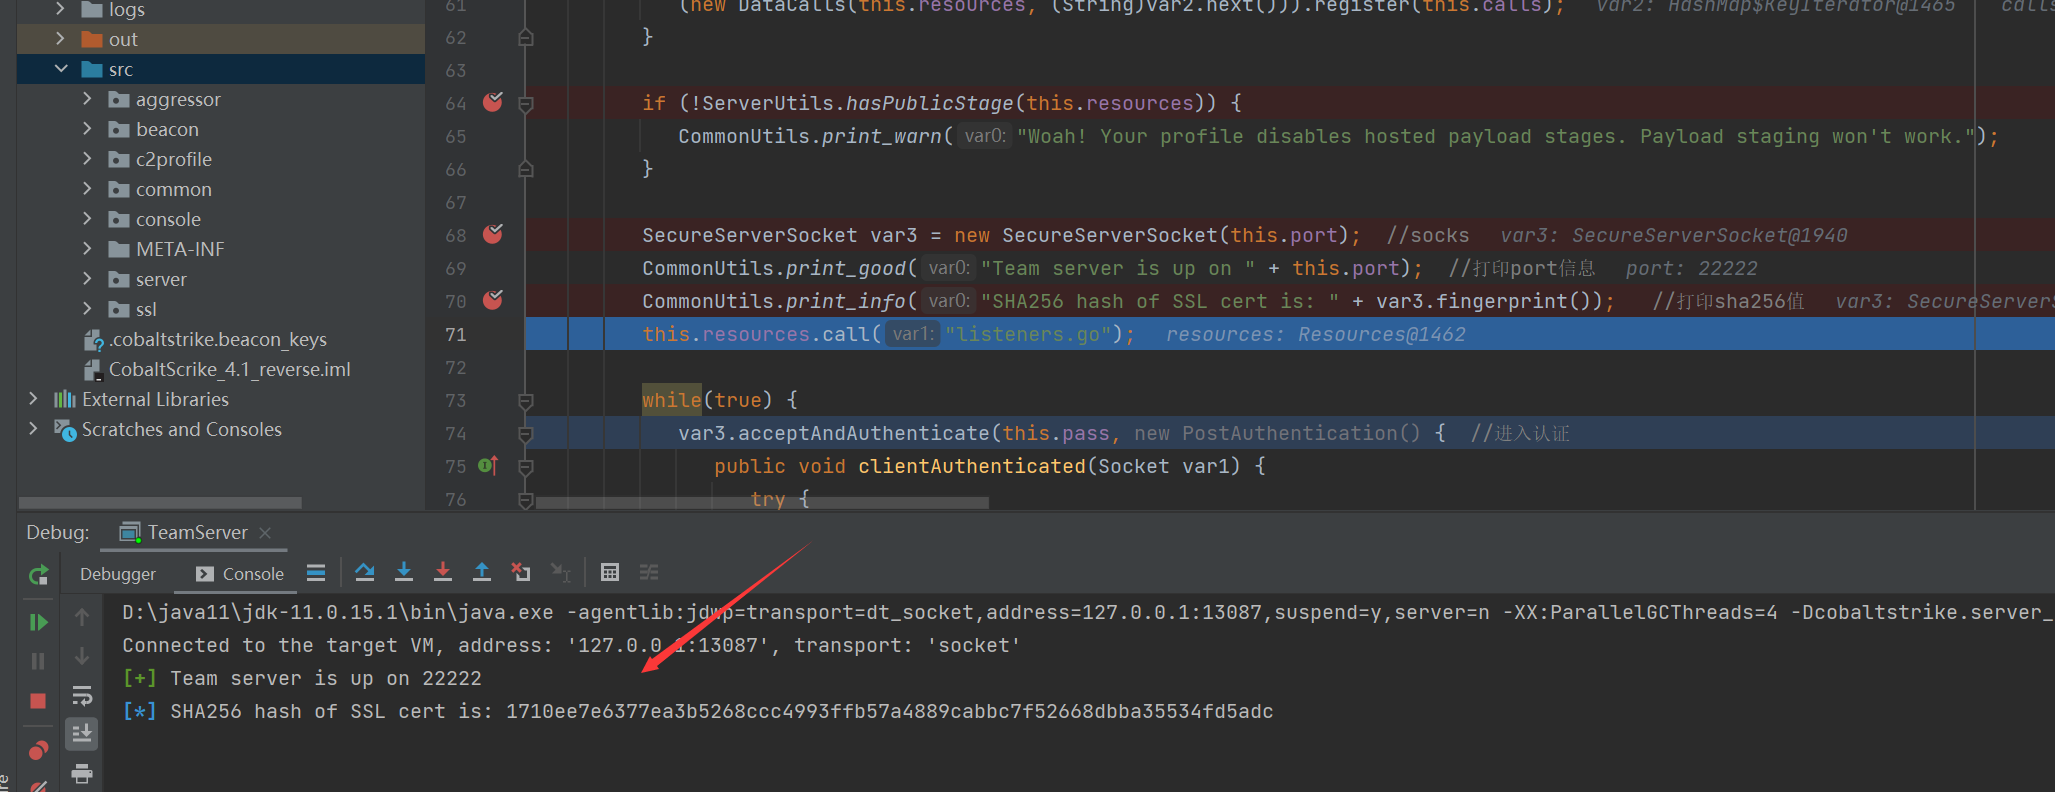 logs
out
src
aggressor
beacon
c2profile
common
console
META-INF
server
ssl
.cobaltstrike.beacon_keys
CobaltScrike_4.1_reverse.iml
External Libraries
Scratches and Consoles
61 (new DataCalls(this.resources, (String)var2.next())).register(this.calls); var2: HashMap$KeyIterator@1465 calls
62 }
63
64 if (!ServerUtils.hasPublicStage(this.resources)) {
65 CommonUtils.print_warn( var0: "Woah! Your profile disables hosted payload stages. Payload staging won't work.");
66 }
67
68 SecureServerSocket var3 = new SecureServerSocket(this.port); //socks var3: SecureServerSocket@1940
69 CommonUtils.print_good( var0: "Team server is up on " + this.port); //打印port信息 port: 22222
70 CommonUtils.print_info( var0: "SHA256 hash of SSL cert is: " + var3.fingerprint()); //打印sha256值 var3: SecureServerS
71 this.resources.call( var1: "listeners.go"); resources: Resources@1462
72
73 while(true) {
74 var3.acceptAndAuthenticate(this.pass, new PostAuthentication() { //进入认证
75 public void clientAuthenticated(Socket var1) {
76 try {
Debug: TeamServer
Debugger Console
D:\java11\jdk-11.0.15.1\bin\java.exe -agentlib:jdwp=transport=dt_socket,address=127.0.0.1:13087,suspend=y,server=n -XX:ParallelGCThreads=4 -Dcobaltstrike.server_
Connected to the target VM, address: '127.0.0.1:13087', transport: 'socket'
[+] Team server is up on 22222
[*] SHA256 hash of SSL cert is: 1710ee7e6377ea3b5268ccc4993ffb57a4889cabbc7f52668dbba35534fd5adc